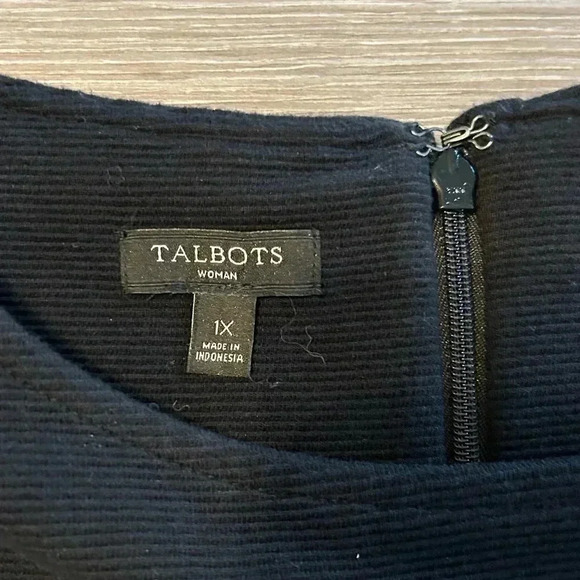 TALBOTS
WOMAN
1X
MADE IN
INDONESIA